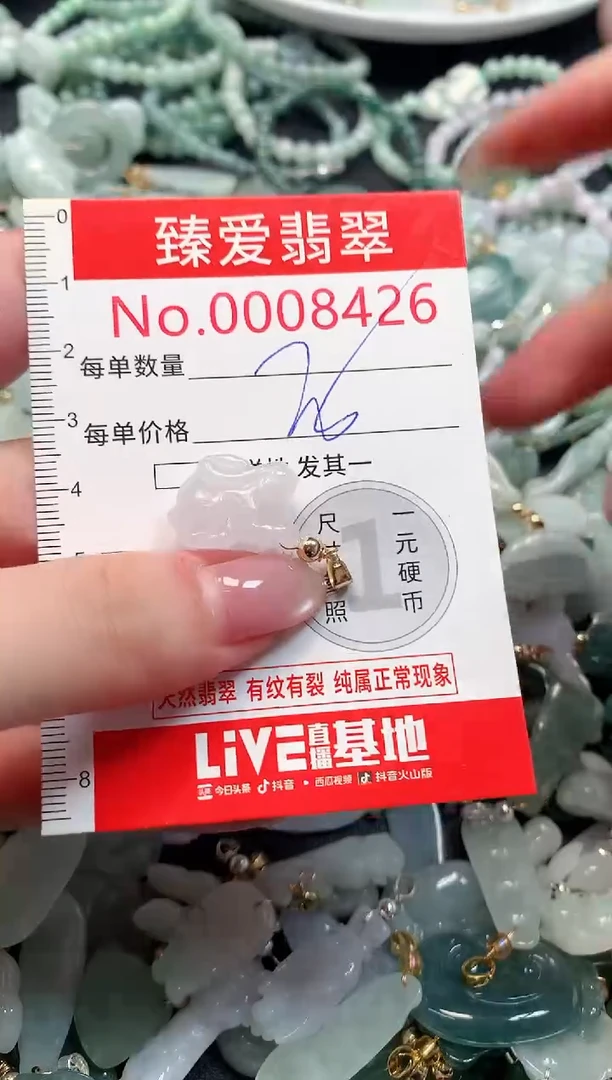 0
臻爱翡翠
1
No.0008426
2
每单数量
3
每单价格
4
发其一
尺 一元硬币
1
照
天然翡翠 有纹有裂 纯属正常现象
LiVE直播基地
8
今日头条 抖音 · 西瓜视频 抖音火山版